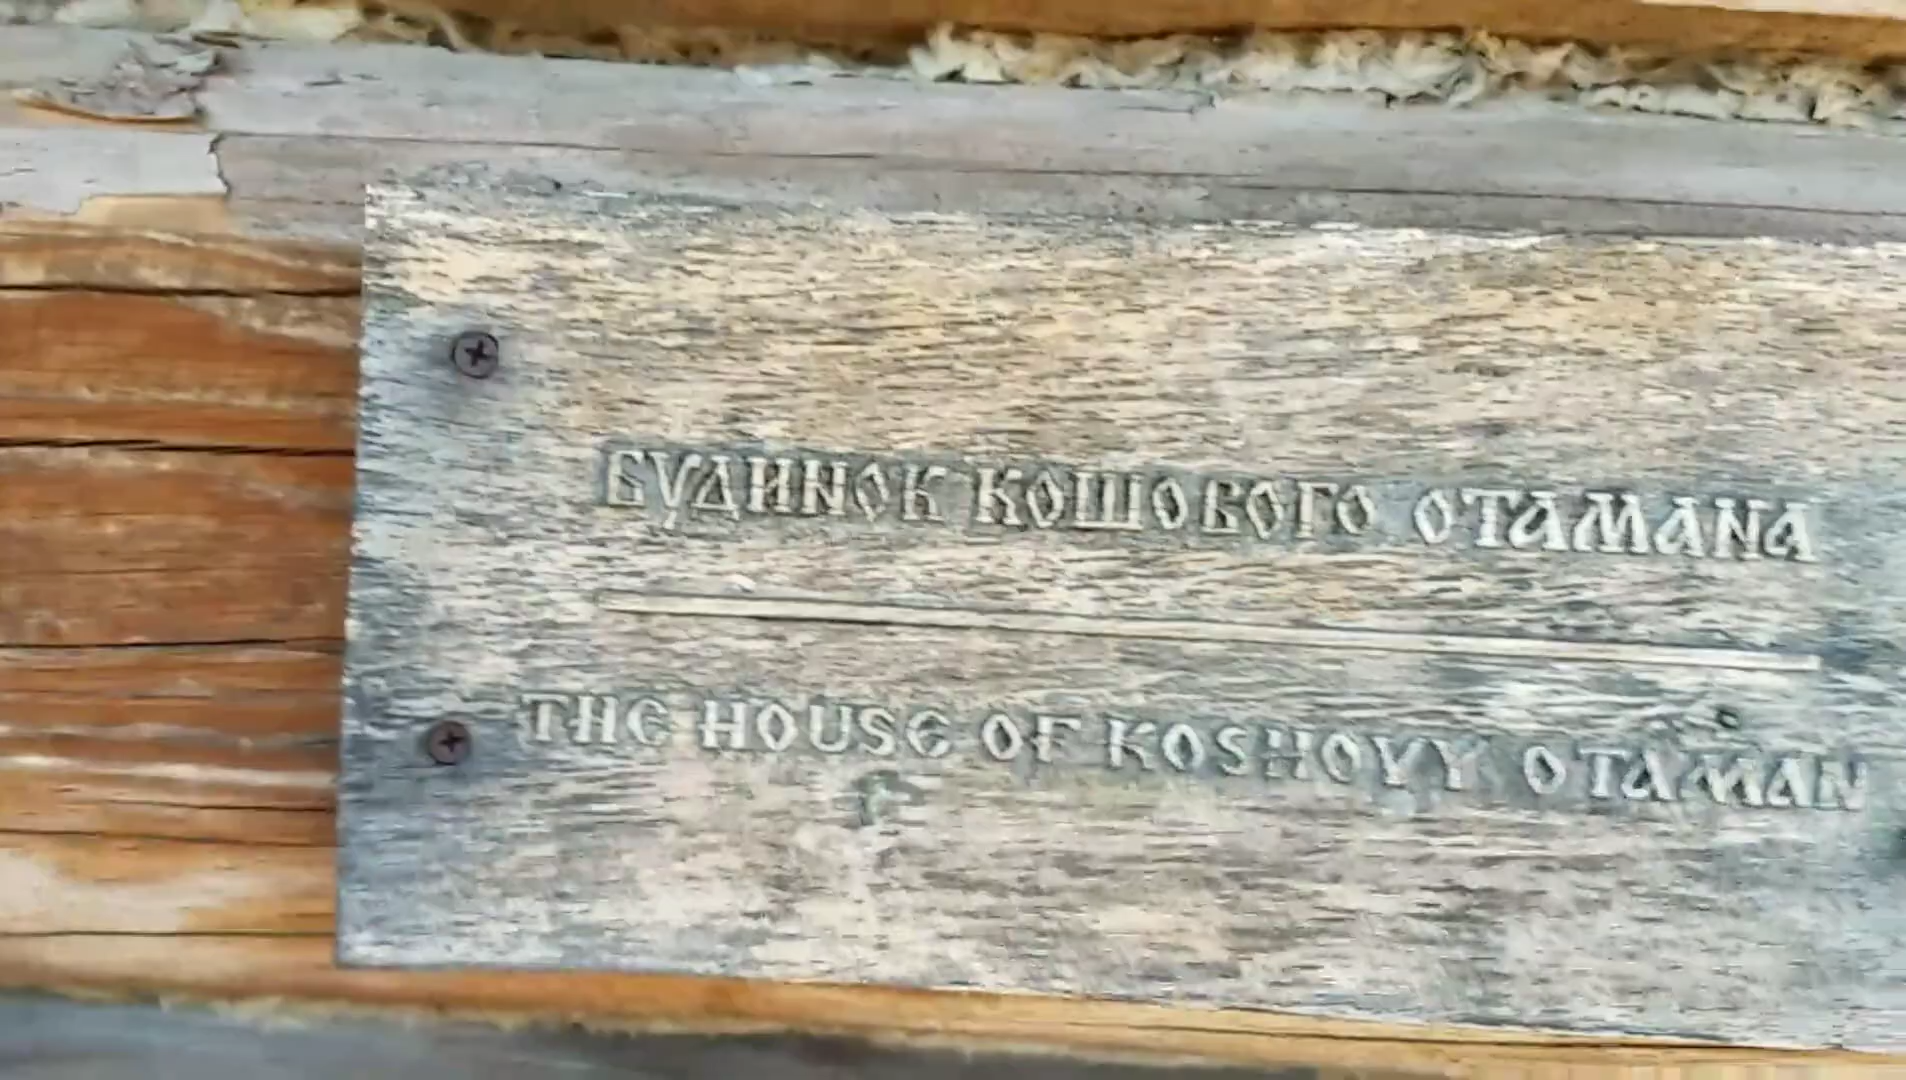 БУДИНОК КОШОВОГО ОТАМАНА
THE HOUSE OF KOSHOVY OTAMAN